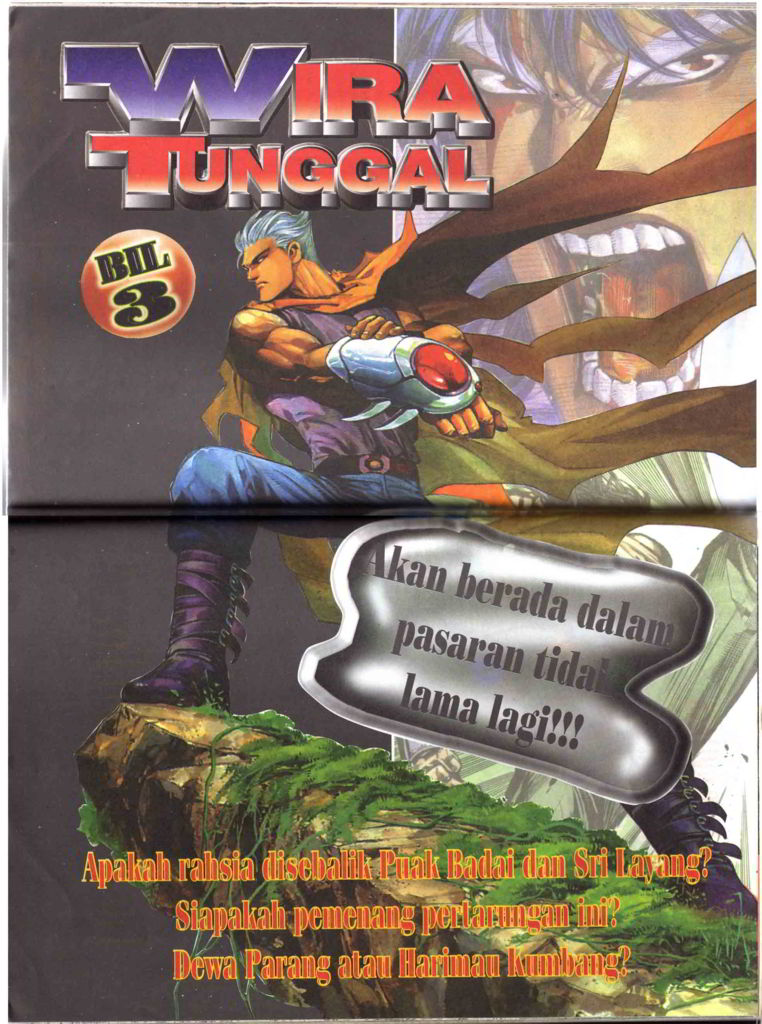 WIRA
TUNGGAL
BIL
3
Akan berada dalam
pasaran tidak
lama lagi!!!
Apakah rahsia disebalik Puak Badai dan Sri Layang?
Siapakah pemenang pertarungan ini?
Dewa Parang atau Harimau Kumbang?